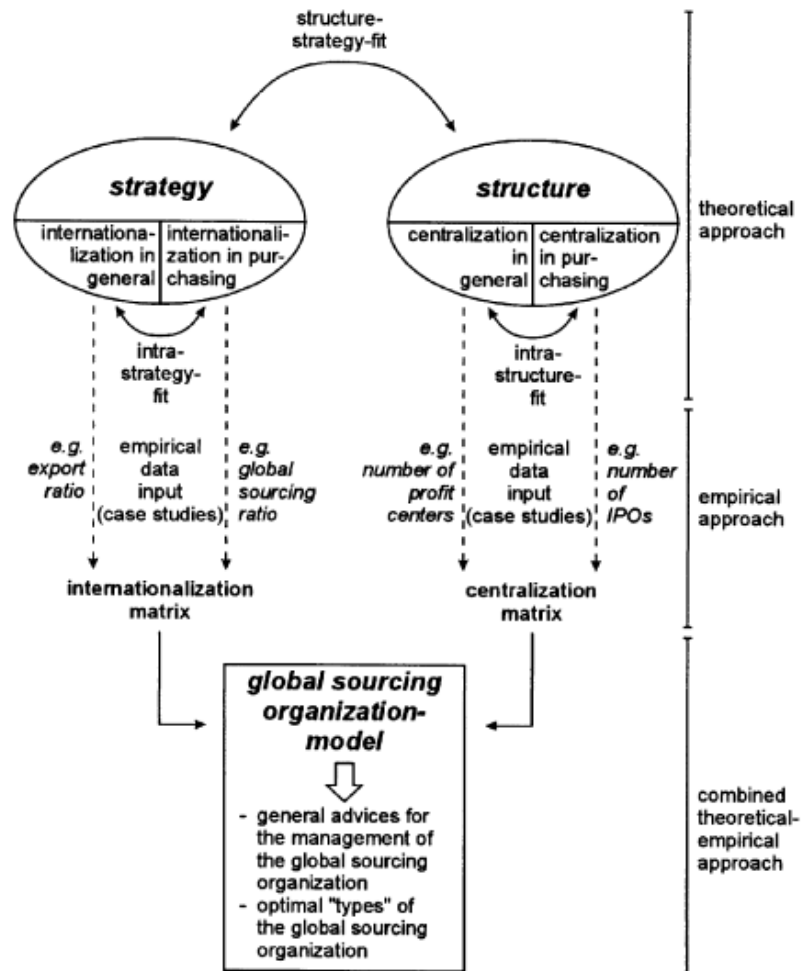 structure-
strategy-fit
strategy
internationa-
lization in
general
internationali-
zation in pur-
chasing
structure
centralization
in
general
centralization
in pur-
chasing
theoretical
approach
intra-
strategy-
fit
intra-
structure-
fit
e.g.
export
ratio
empirical
data
input
(case studies)
e.g.
global
sourcing
ratio
e.g.
number of
profit
centers
empirical
data
input
(case studies)
e.g.
number
of
IPOs
empirical
approach
internationalization
matrix
centralization
matrix
global sourcing
organization-
model
- general advices for
the management of
the global sourcing
organization
- optimal "types" of
the global sourcing
organization
combined
theoretical-
empirical
approach